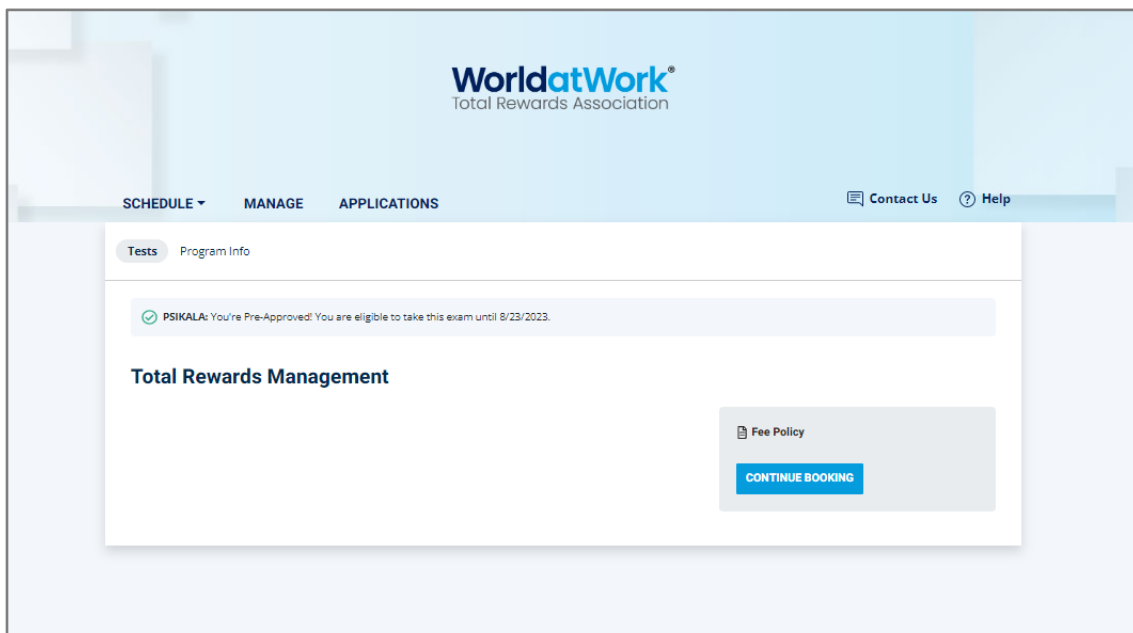 WorldatWork®
Total Rewards Association
SCHEDULE MANAGE APPLICATIONS Contact Us ? Help
Tests Program Info
PSIKALA: You're Pre-Approved! You are eligible to take this exam until 8/23/2023.
Total Rewards Management
Fee Policy
CONTINUE BOOKING